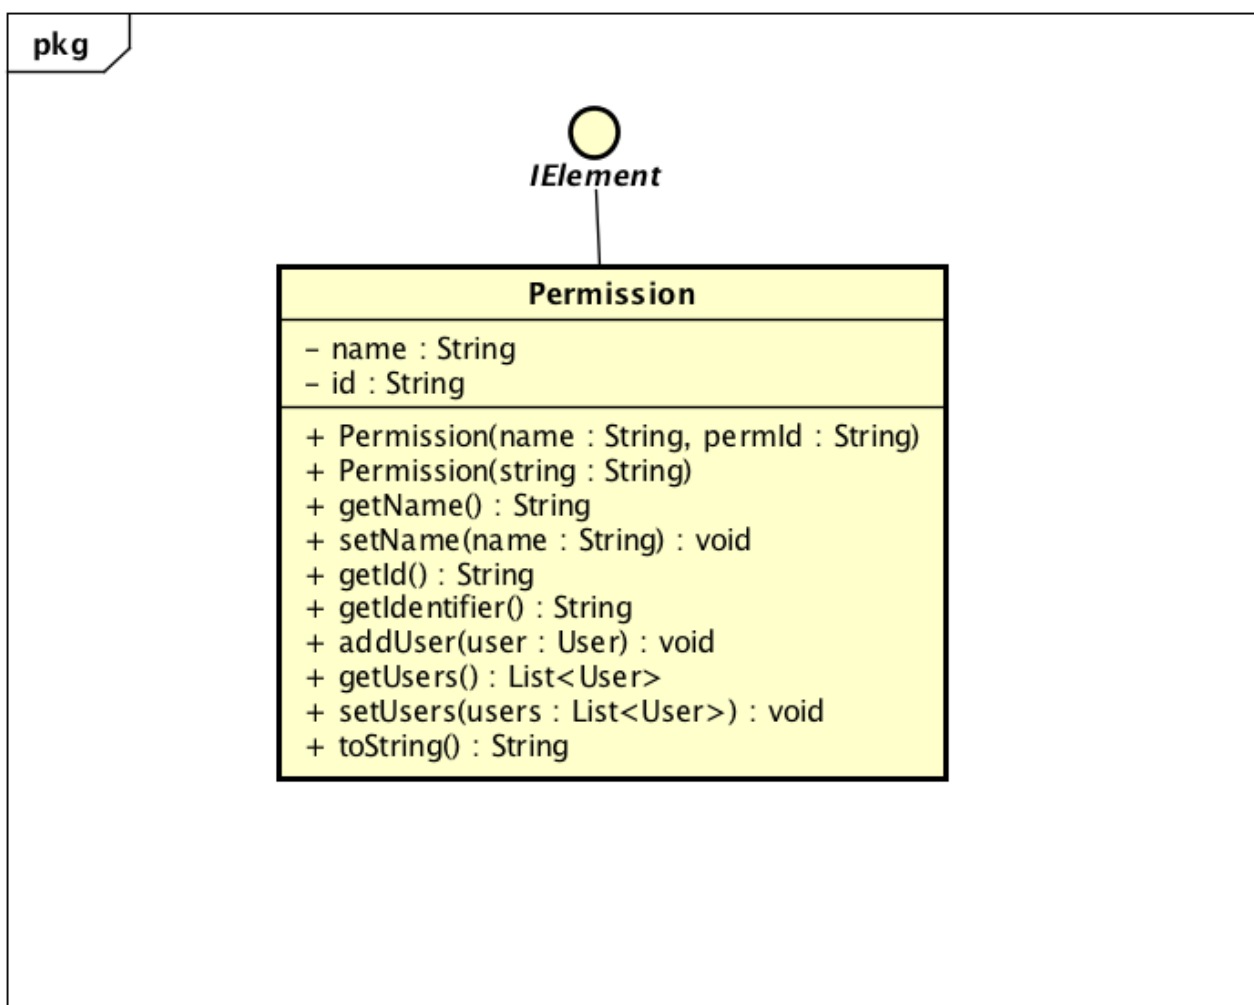 pkg
IElement
Permission
- name : String
- id : String
+ Permission(name : String, permId : String)
+ Permission(string : String)
+ getName() : String
+ setName(name : String) : void
+ getId() : String
+ getIdentifier() : String
+ addUser(user : User) : void
+ getUsers() : List<User>
+ setUsers(users : List<User>) : void
+ toString() : String